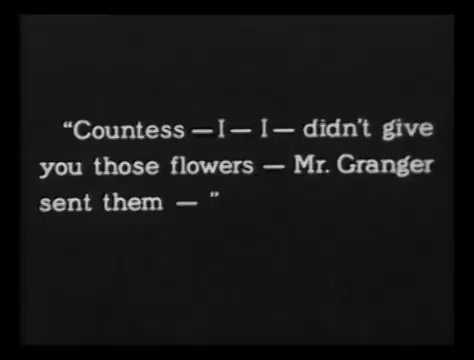 “Countess — I — I — didn't give
you those flowers — Mr. Granger
sent them — ”